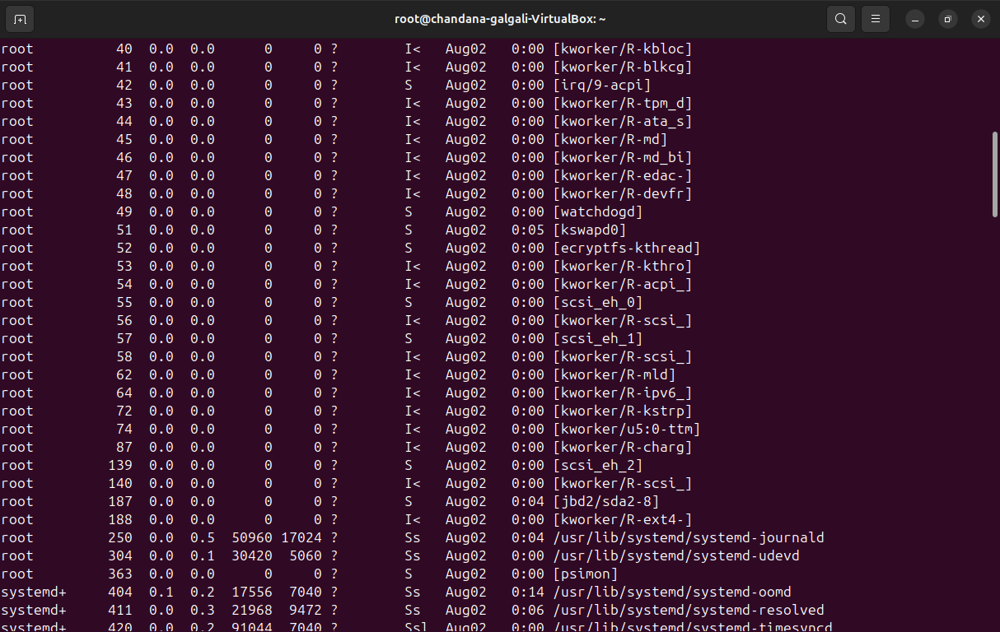 root@chandana-galgali-VirtualBox: ~
root 40 0.0 0.0 0 0 ? I< Aug02 0:00 [kworker/R-kbloc]
root 41 0.0 0.0 0 0 ? I< Aug02 0:00 [kworker/R-blkcg]
root 42 0.0 0.0 0 0 ? S Aug02 0:00 [irq/9-acpi]
root 43 0.0 0.0 0 0 ? I< Aug02 0:00 [kworker/R-tpm_d]
root 44 0.0 0.0 0 0 ? I< Aug02 0:00 [kworker/R-ata_s]
root 45 0.0 0.0 0 0 ? I< Aug02 0:00 [kworker/R-md]
root 46 0.0 0.0 0 0 ? I< Aug02 0:00 [kworker/R-md_bi]
root 47 0.0 0.0 0 0 ? I< Aug02 0:00 [kworker/R-edac-]
root 48 0.0 0.0 0 0 ? I< Aug02 0:00 [kworker/R-devfr]
root 49 0.0 0.0 0 0 ? S Aug02 0:00 [watchdogd]
root 51 0.0 0.0 0 0 ? S Aug02 0:05 [kswapd0]
root 52 0.0 0.0 0 0 ? S Aug02 0:00 [ecryptfs-kthread]
root 53 0.0 0.0 0 0 ? I< Aug02 0:00 [kworker/R-kthro]
root 54 0.0 0.0 0 0 ? I< Aug02 0:00 [kworker/R-acpi_]
root 55 0.0 0.0 0 0 ? S Aug02 0:00 [scsi_eh_0]
root 56 0.0 0.0 0 0 ? I< Aug02 0:00 [kworker/R-scsi_]
root 57 0.0 0.0 0 0 ? S Aug02 0:00 [scsi_eh_1]
root 58 0.0 0.0 0 0 ? I< Aug02 0:00 [kworker/R-scsi_]
root 62 0.0 0.0 0 0 ? I< Aug02 0:00 [kworker/R-mld]
root 64 0.0 0.0 0 0 ? I< Aug02 0:00 [kworker/R-ipv6_]
root 72 0.0 0.0 0 0 ? I< Aug02 0:00 [kworker/R-kstrp]
root 74 0.0 0.0 0 0 ? I< Aug02 0:00 [kworker/u5:0-ttm]
root 87 0.0 0.0 0 0 ? I< Aug02 0:00 [kworker/R-charg]
root 139 0.0 0.0 0 0 ? S Aug02 0:00 [scsi_eh_2]
root 140 0.0 0.0 0 0 ? I< Aug02 0:00 [kworker/R-scsi_]
root 187 0.0 0.0 0 0 ? S Aug02 0:04 [jbd2/sda2-8]
root 188 0.0 0.0 0 0 ? I< Aug02 0:00 [kworker/R-ext4-]
root 250 0.0 0.5 50960 17024 ? Ss Aug02 0:04 /usr/lib/systemd/systemd-journald
root 304 0.0 0.1 30420 5060 ? Ss Aug02 0:00 /usr/lib/systemd/systemd-udevd
root 363 0.0 0.0 0 0 ? S Aug02 0:00 [psimon]
systemd+ 404 0.1 0.2 17556 7040 ? Ss Aug02 0:14 /usr/lib/systemd/systemd-oomd
systemd+ 411 0.0 0.3 21968 9472 ? Ss Aug02 0:06 /usr/lib/systemd/systemd-resolved
systemd+ 420 0.0 0.2 91044 7040 ? Ssl Aug02 0:00 /usr/lib/systemd/systemd-timesyncd